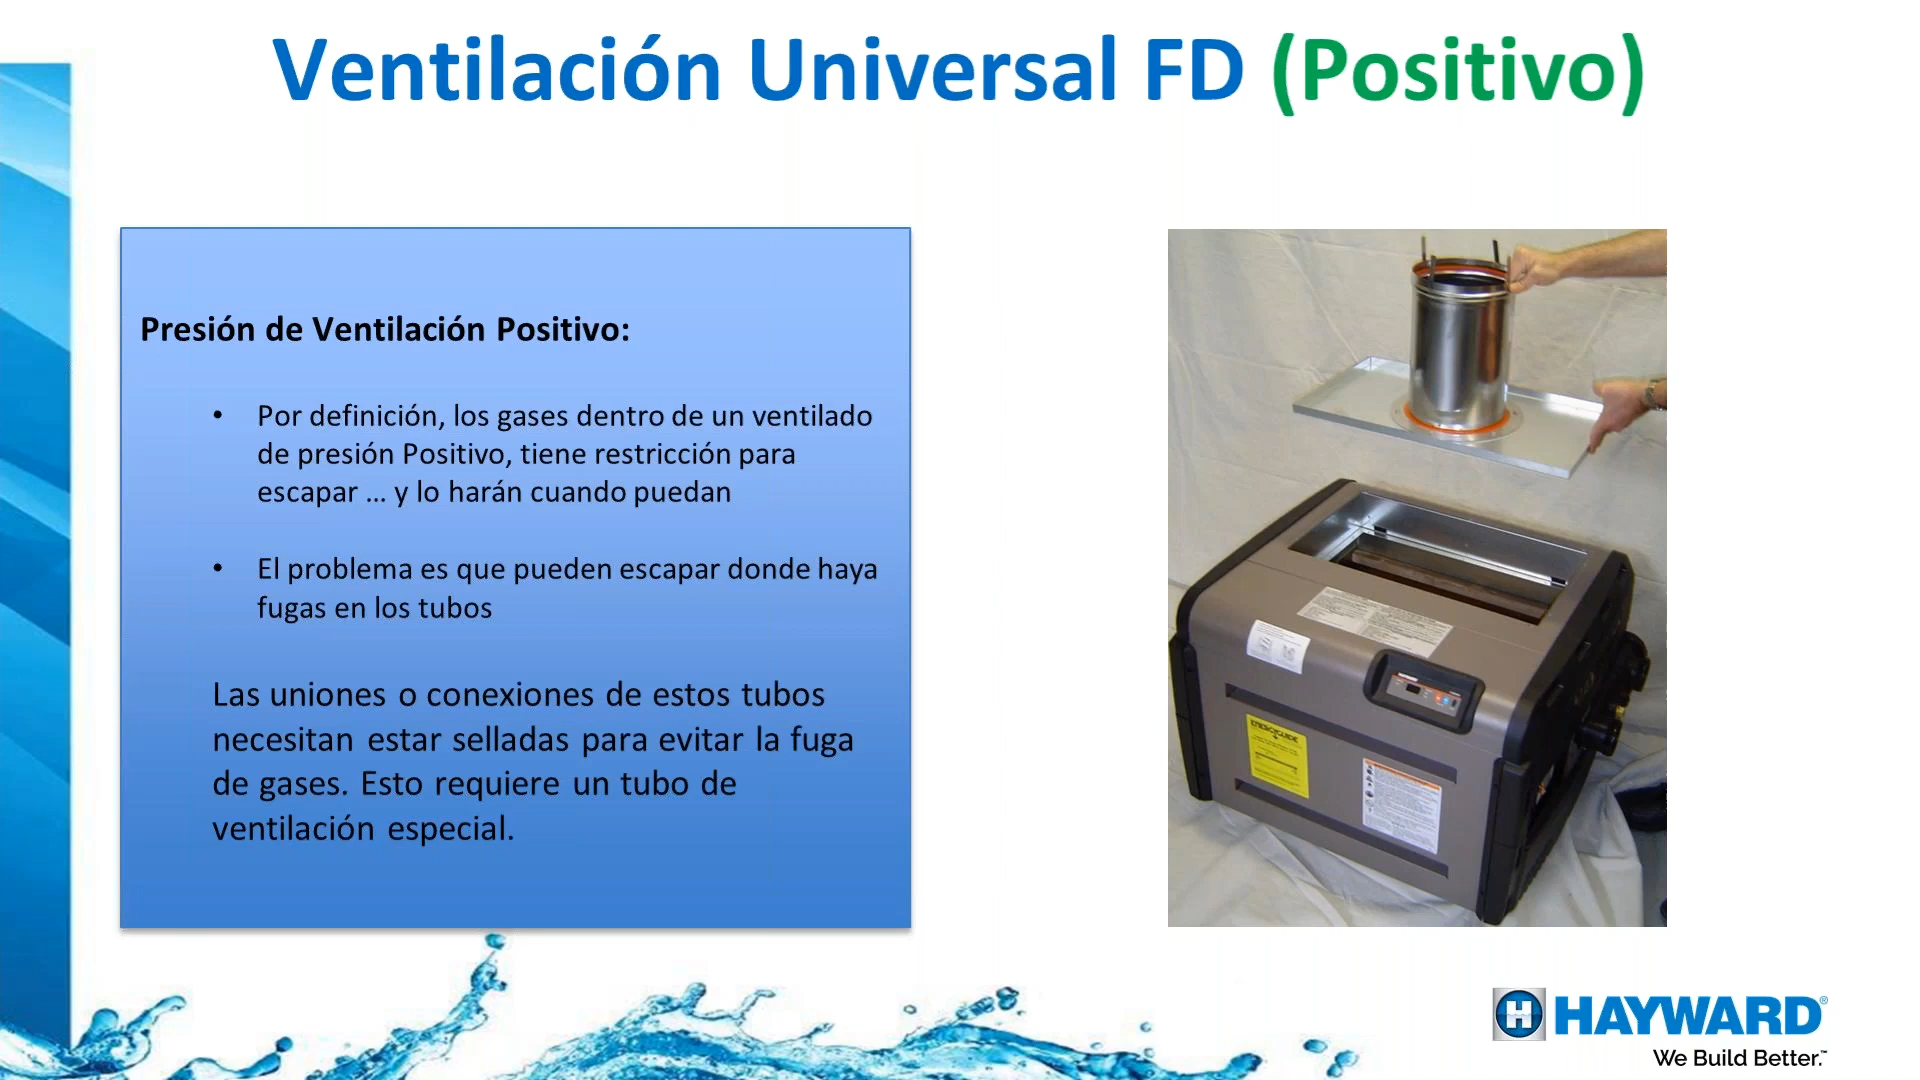 Ventilación Universal FD (Positivo)
Presión de Ventilación Positivo:
• Por definición, los gases dentro de un ventilado
de presión Positivo, tiene restricción para
escapar ... y lo harán cuando puedan
• El problema es que pueden escapar donde haya
fugas en los tubos
Las uniones o conexiones de estos tubos
necesitan estar selladas para evitar la fuga
de gases. Esto requiere un tubo de
ventilación especial.
ENERGYGUIDE
H HAYWARD®
We Build Better.™